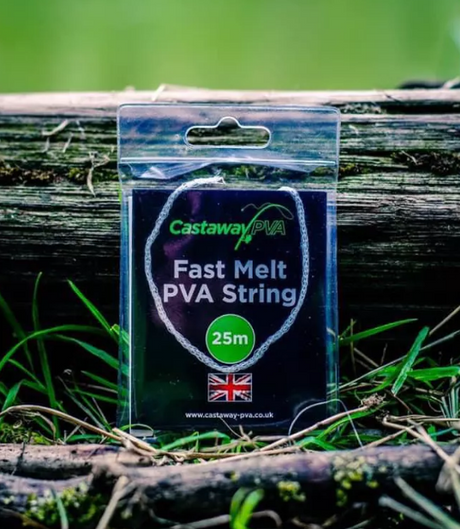 CastawayPVA
Fast Melt
PVA String
25m
www.castaway-pva.co.uk